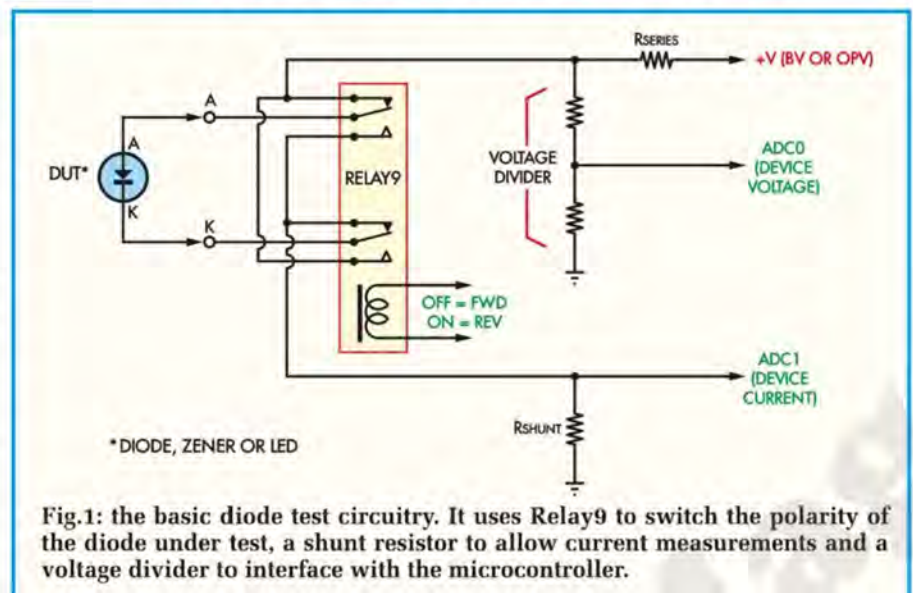 RSERIES
+V (BV OR OPV)
A
A
DUT*
K
K
RELAY9
VOLTAGE
DIVIDER
ADC0
(DEVICE
VOLTAGE)
OFF = FWD
ON = REV
ADC1
(DEVICE
CURRENT)
RSHUNT
*DIODE, ZENER OR LED
Fig.1: the basic diode test circuitry. It uses Relay9 to switch the polarity of
the diode under test, a shunt resistor to allow current measurements and a
voltage divider to interface with the microcontroller.